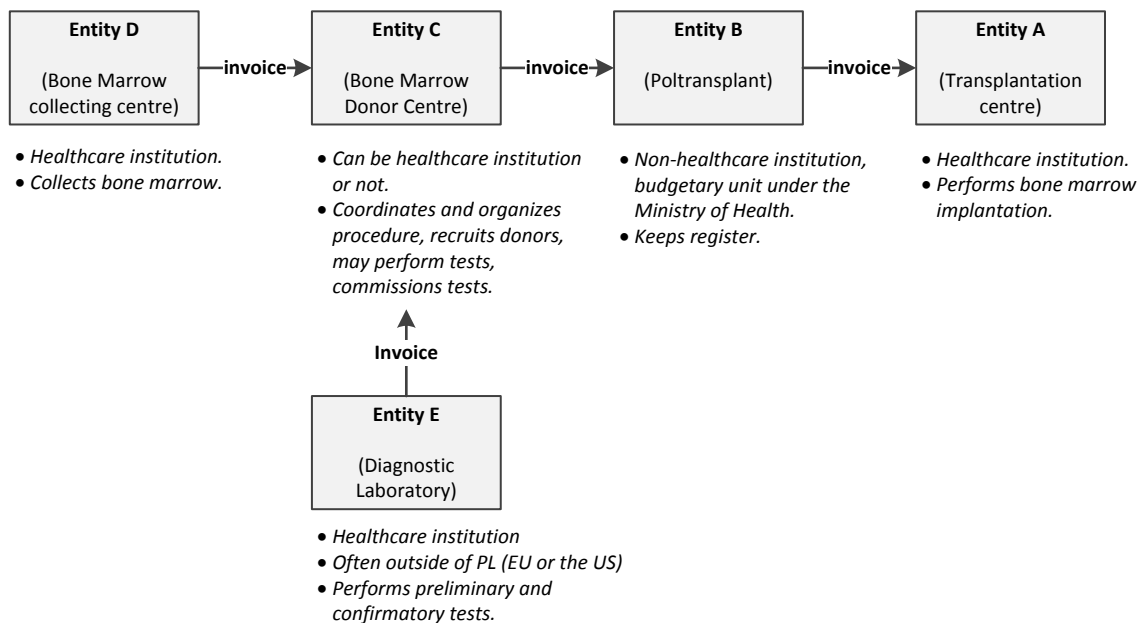 Entity D
(Bone Marrow
collecting centre)
invoice
Entity C
(Bone Marrow
Donor Centre)
invoice
Entity B
(Poltransplant)
invoice
Entity A
(Transplantation
centre)
• Healthcare institution.
• Collects bone marrow.
• Can be healthcare institution
or not.
• Coordinates and organizes
procedure, recruits donors,
may perform tests,
commissions tests.
• Non-healthcare institution,
budgetary unit under the
Ministry of Health.
• Keeps register.
• Healthcare institution.
• Performs bone marrow
implantation.
Invoice
Entity E
(Diagnostic
Laboratory)
• Healthcare institution
• Often outside of PL (EU or the US)
• Performs preliminary and
confirmatory tests.